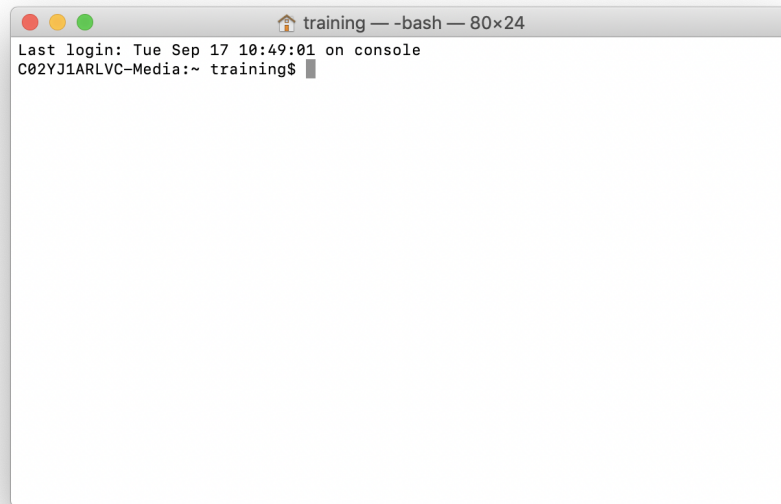 training — -bash — 80×24
Last login: Tue Sep 17 10:49:01 on console
C02YJ1ARLVC-Media:~ training$